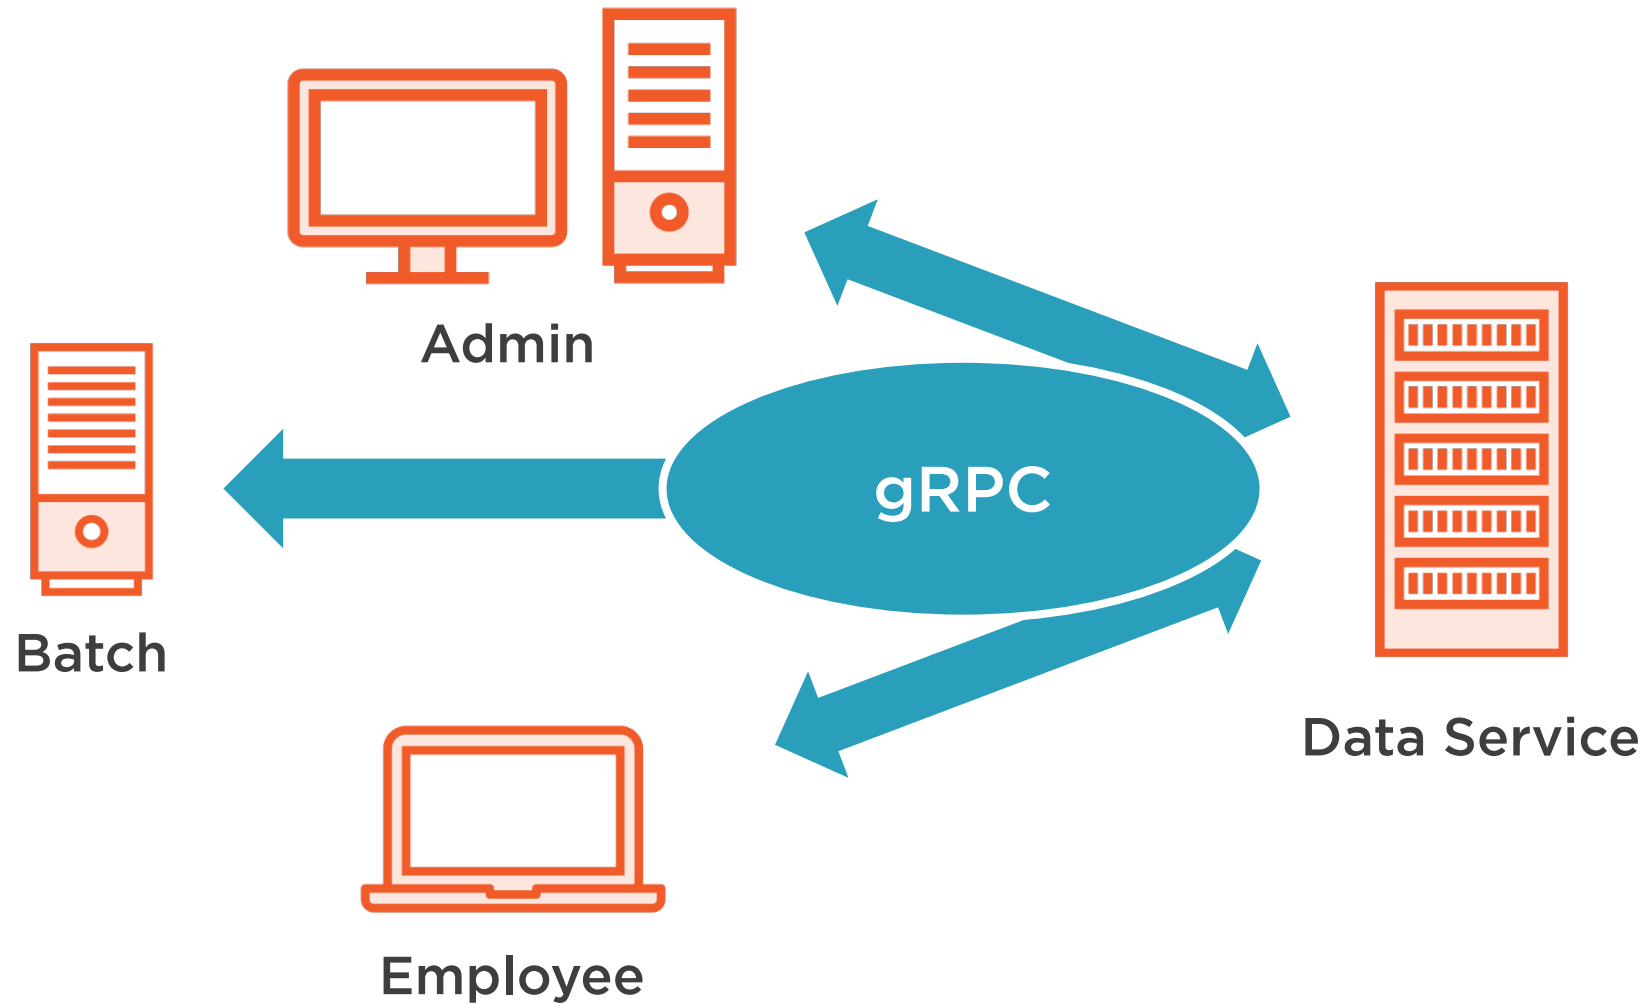 Admin
gRPC
Batch
Data Service
Employee